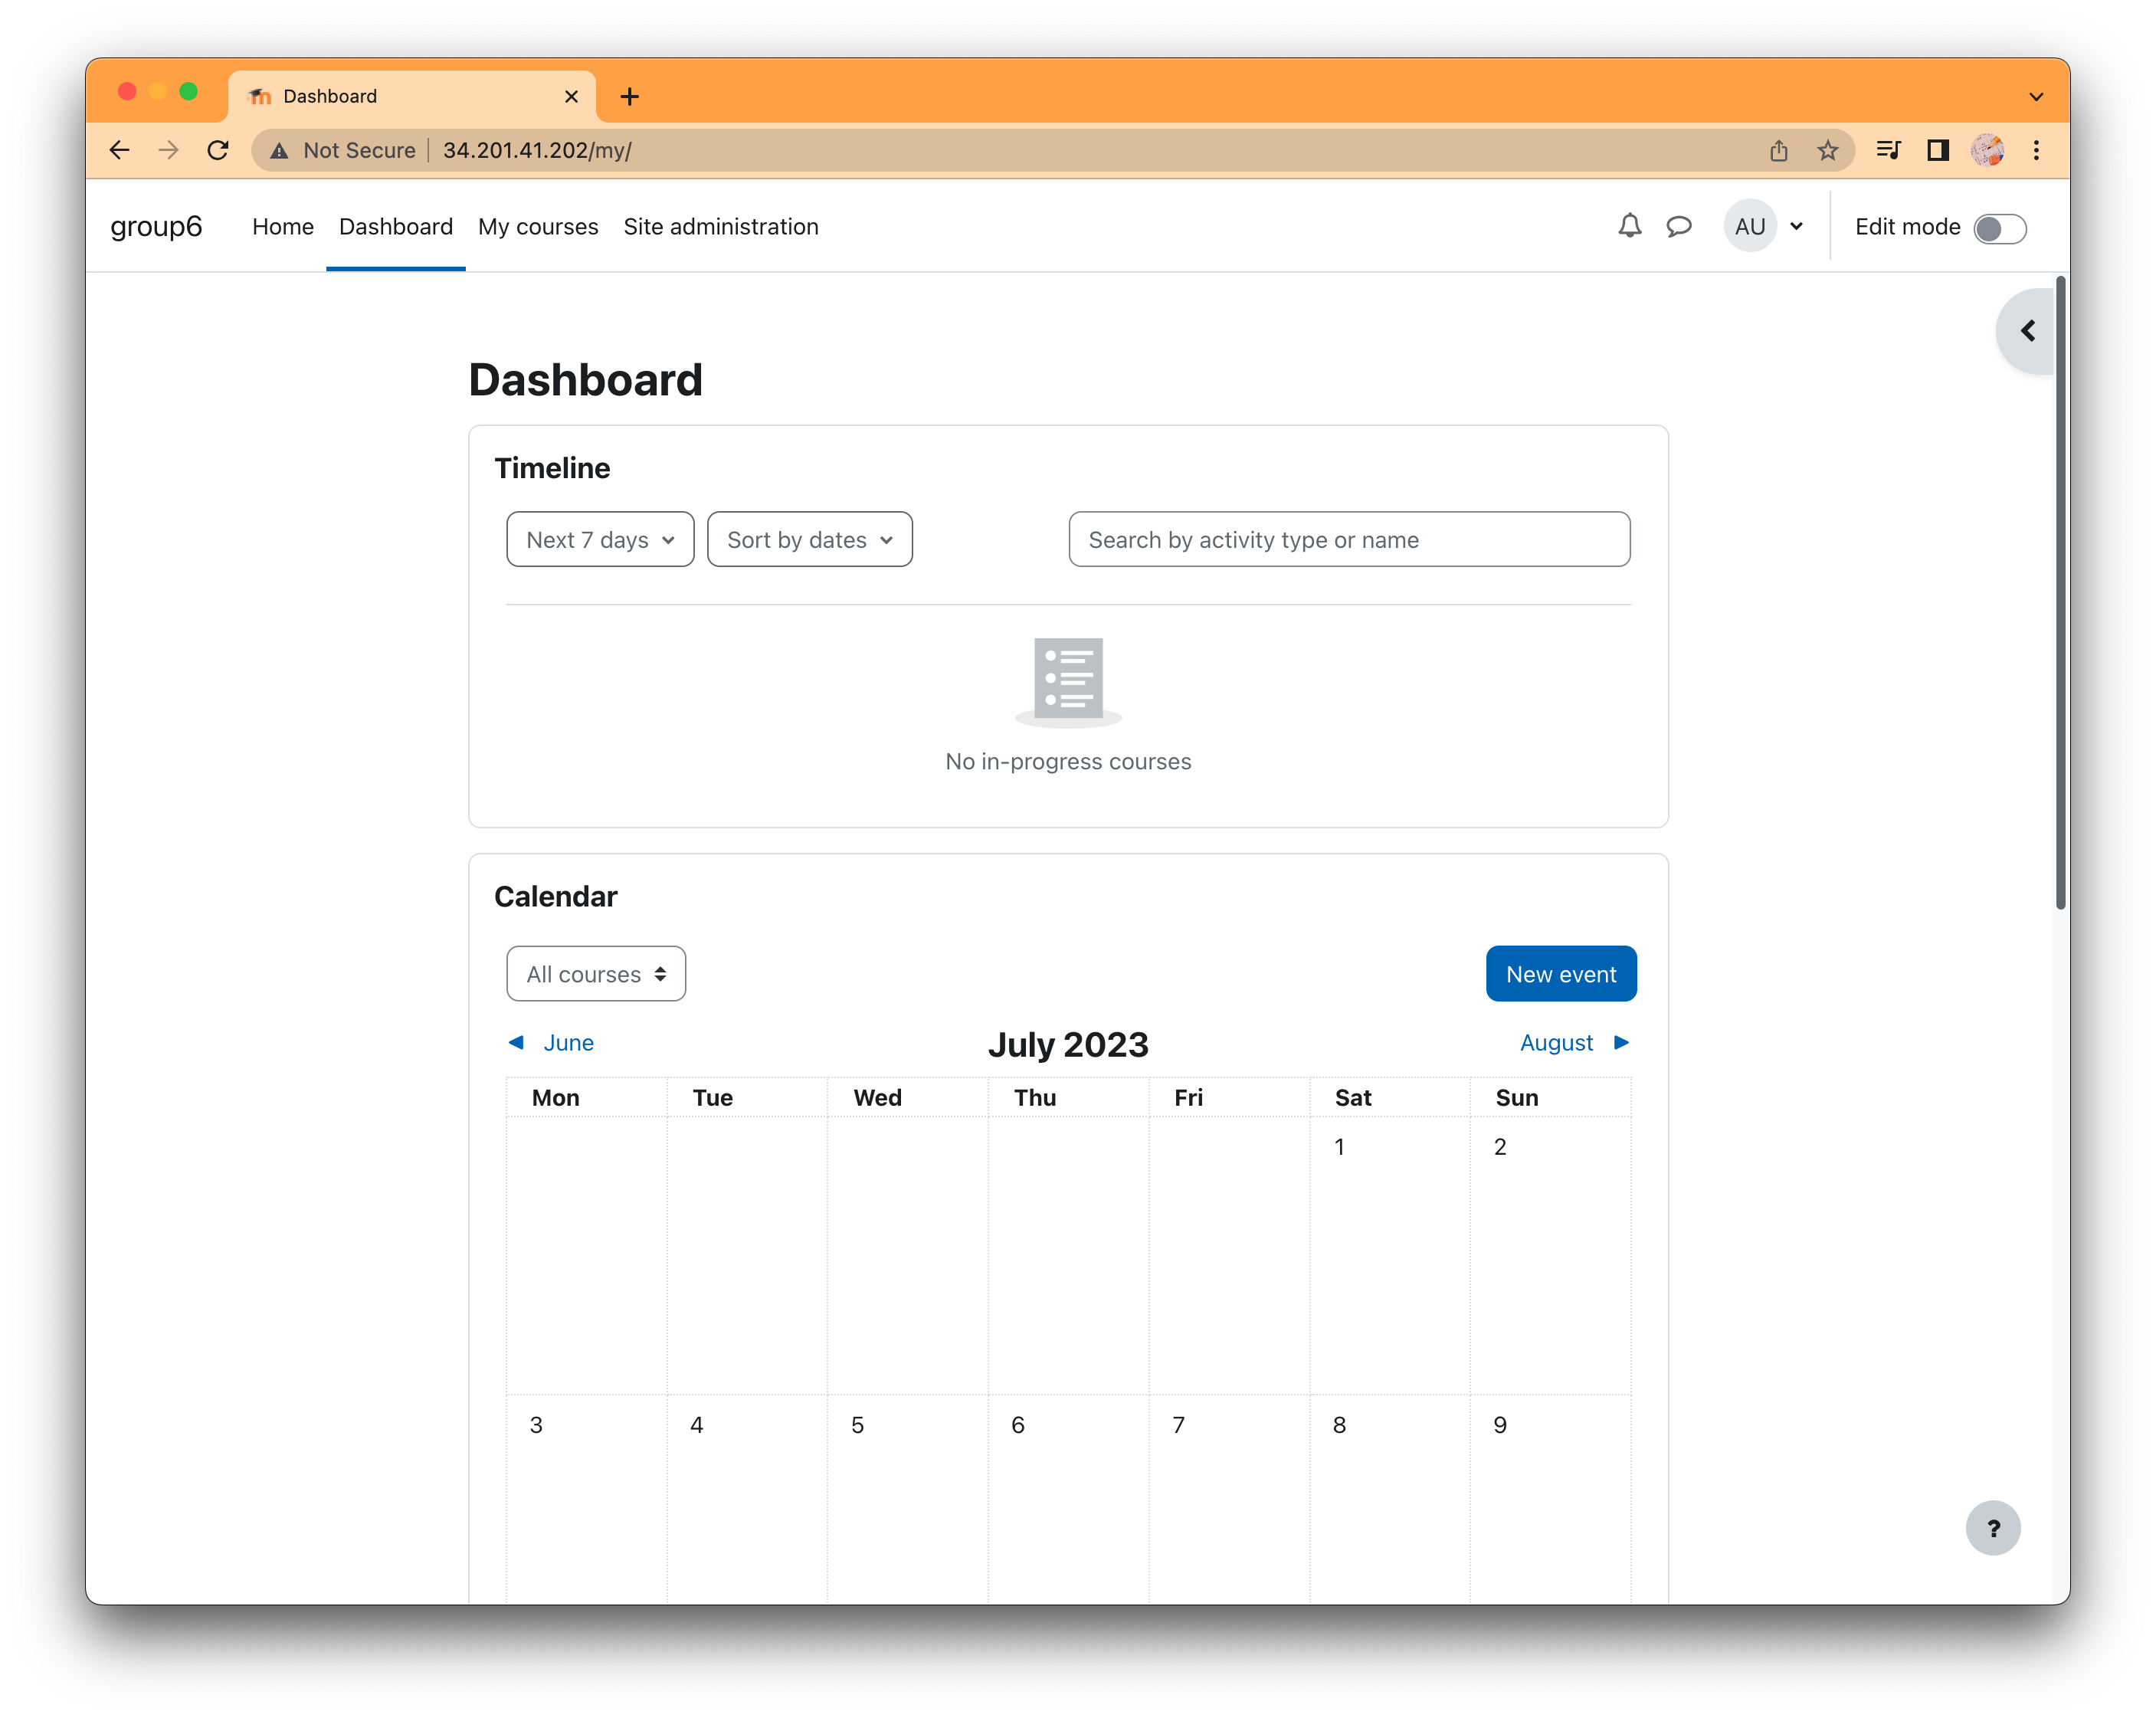 Dashboard
Not Secure 34.201.41.202/my/
group6 Home Dashboard My courses Site administration AU Edit mode
Dashboard
Timeline
Next 7 days Sort by dates Search by activity type or name
No in-progress courses
Calendar
All courses New event
◀ June July 2023 August ▶
Mon Tue Wed Thu Fri Sat Sun
1 2
3 4 5 6 7 8 9
?